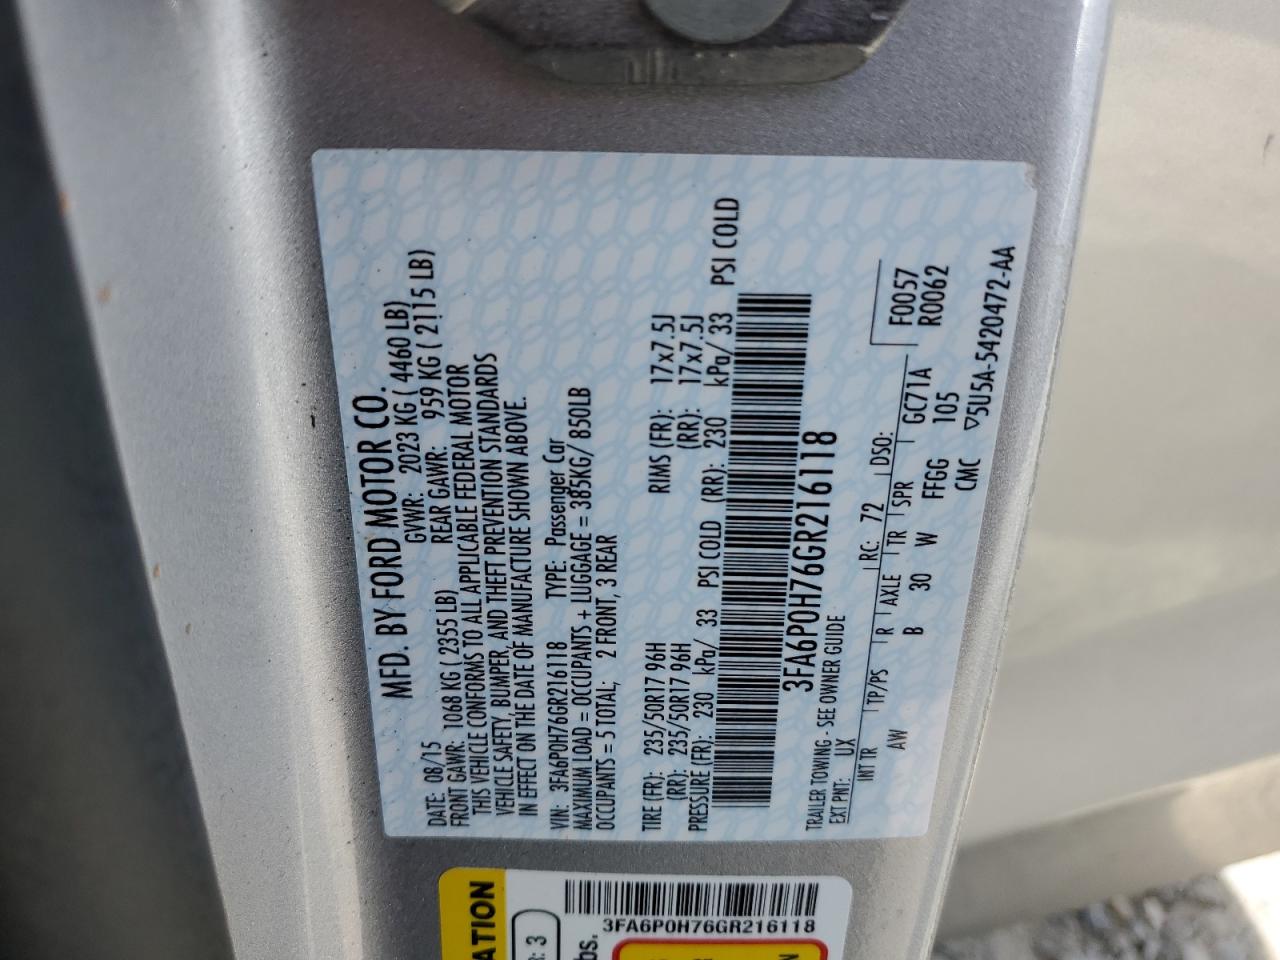 MFD. BY FORD MOTOR CO.
DATE: 08/15 GVWR: 2023 KG ( 4460 LB)
FRONT GAWR: 1068 KG ( 2355 LB) REAR GAWR: 959 KG ( 2115 LB)
THIS VEHICLE CONFORMS TO ALL APPLICABLE FEDERAL MOTOR
VEHICLE SAFETY, BUMPER, AND THEFT PREVENTION STANDARDS
IN EFFECT ON THE DATE OF MANUFACTURE SHOWN ABOVE.
VIN: 3FA6P0H76GR216118 TYPE: Passenger Car
MAXIMUM LOAD = OCCUPANTS + LUGGAGE = 385KG/ 850LB
OCCUPANTS = 5 TOTAL; 2 FRONT, 3 REAR
TIRE (FR): 235/50R17 96H RIMS (FR): 17x7.5J
(RR): 235/50R17 96H (RR): 17x7.5J
PRESSURE (FR): 230 kPa/ 33 PSI COLD (RR): 230 kPa/ 33 PSI COLD
3FA6P0H76GR216118
TRAILER TOWING - SEE OWNER GUIDE
EXT PNT: UX RC: 72 DSO:
INT TR TP/PS R AXLE TR SPR GC71A F0057
AW B 30 W FFGG 105 R0062
CMC ▽5U5A-5420472-AA
3FA6P0H76GR216118
ATION
R: 3
bs.